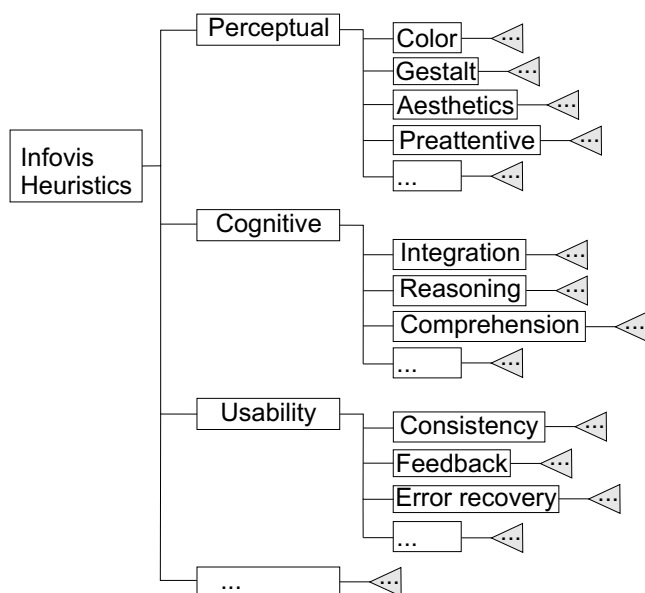 Infovis
Heuristics
Perceptual
Color ...
Gestalt ...
Aesthetics ...
Preattentive ...
... ...
Cognitive
Integration ...
Reasoning ...
Comprehension ...
... ...
Usability
Consistency ...
Feedback ...
Error recovery ...
... ...
... ...